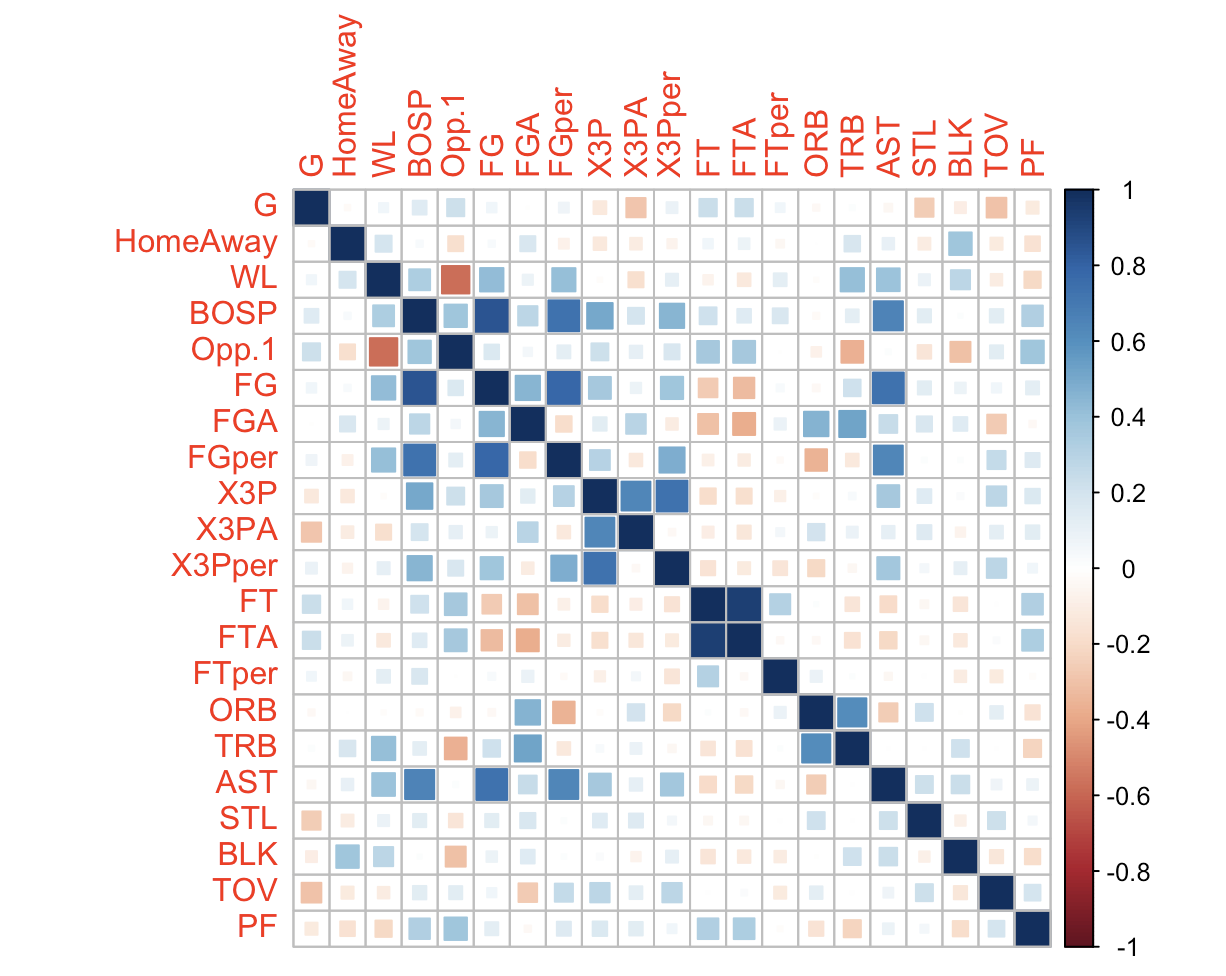 G
HomeAway
WL
BOSP
Opp.1
FG
FGA
FGper
X3P
X3PA
X3Pper
FT
FTA
FTper
ORB
TRB
AST
STL
BLK
TOV
PF
G
HomeAway
WL
BOSP
Opp.1
FG
FGA
FGper
X3P
X3PA
X3Pper
FT
FTA
FTper
ORB
TRB
AST
STL
BLK
TOV
PF
1
0.8
0.6
0.4
0.2
0
-0.2
-0.4
-0.6
-0.8
-1